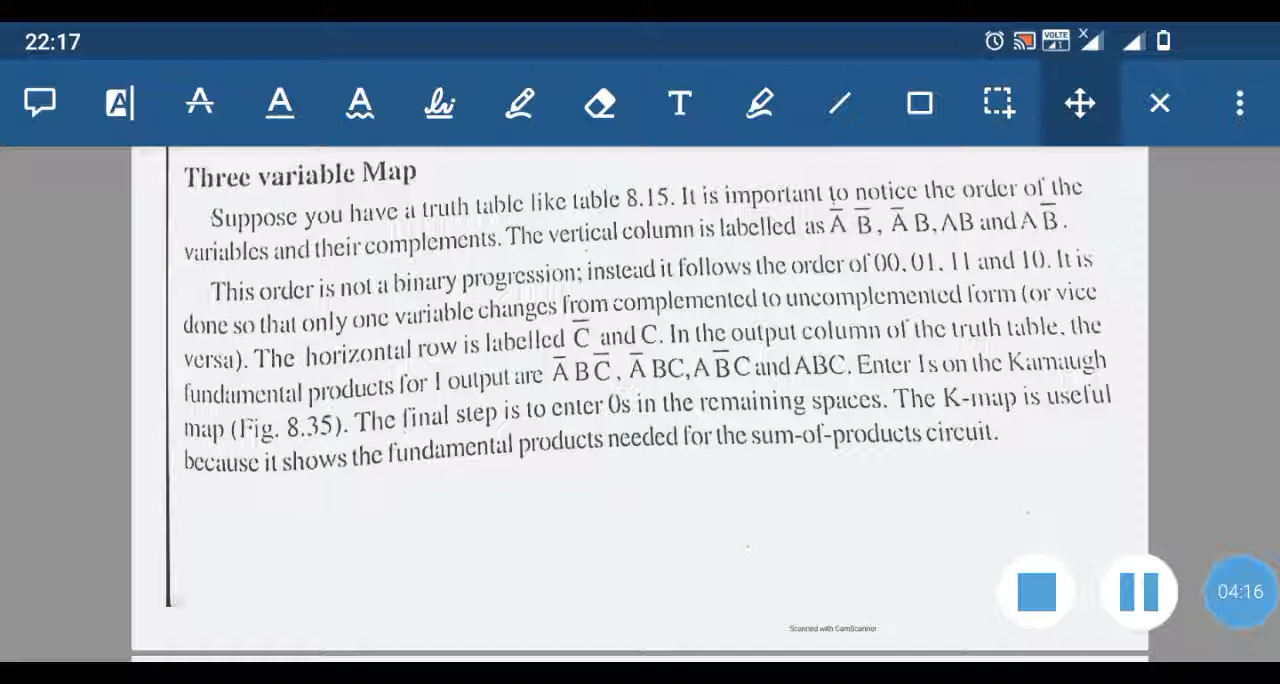 22:17
VOLTE
Three variable Map
Suppose you have a truth table like table 8.15. It is important to notice the order of the
variables and their complements. The vertical column is labelled as A̅ B̅, A̅ B, AB and A B̅.
This order is not a binary progression; instead it follows the order of 00, 01, 11 and 10. It is
done so that only one variable changes from complemented to uncomplemented form (or vice
versa). The horizontal row is labelled C̅ and C. In the output column of the truth table, the
fundamental products for 1 output are A̅ B C̅, A̅ BC, A B̅ C and ABC. Enter 1s on the Karnaugh
map (Fig. 8.35). The final step is to enter 0s in the remaining spaces. The K-map is useful
because it shows the fundamental products needed for the sum-of-products circuit.
04:16
Scanned with CamScanner